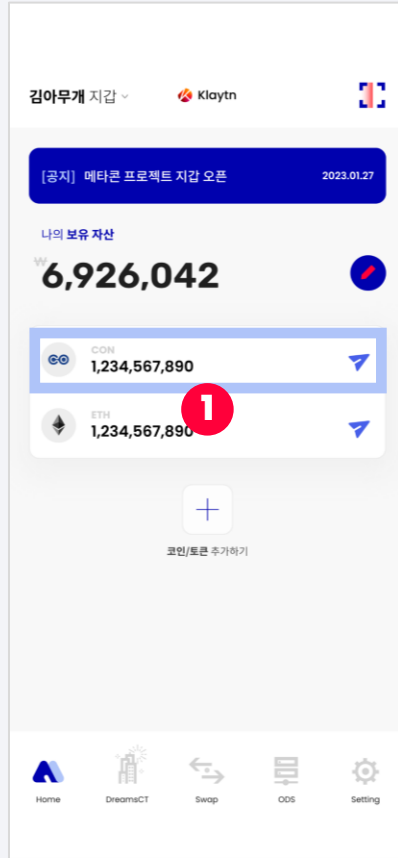 김아무개 지갑
Klaytn
[공지] 메타콘 프로젝트 지갑 오픈 2023.01.27
나의 보유 자산
₩6,926,042
CON
1,234,567,890
ETH
1,234,567,890
1
코인/토큰 추가하기
Home DreamsCT Swap ODS Setting